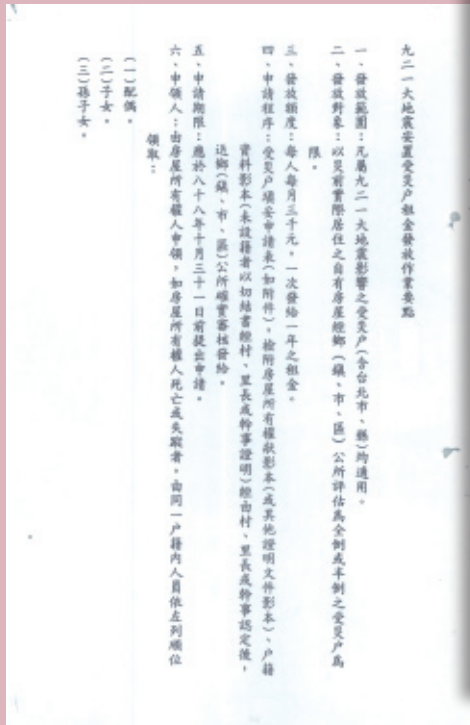 九二一大地震安置受災戶租金發放作業要點
一、發放範圍：凡屬九二一大地震影響之受災戶（含台北市、縣）均適用。
二、發放對象：以災前實際居住之自有房屋經鄉（鎮、市、區）公所評估為全倒或半倒之受災戶為
限。
三、發放額度：每人每月三千元，一次發給一年之租金。
四、申請程序：受災戶填妥申請表（如附件），檢附房屋所有權狀影本（或其他證明文件影本）、戶籍
資料影本（未設籍者以切結書經村、里長或幹事證明）經由村、里長或幹事認定後，
送鄉（鎮、市、區）公所確實審核發給。
五、申請期限：應於八十八年十月三十一日前提出申請。
六、申領人：由房屋所有權人申領，如房屋所有權人死亡或失蹤者，由同一戶籍內人員依左列順位
領取：
（一）配偶。
（二）子女。
（三）孫子女。